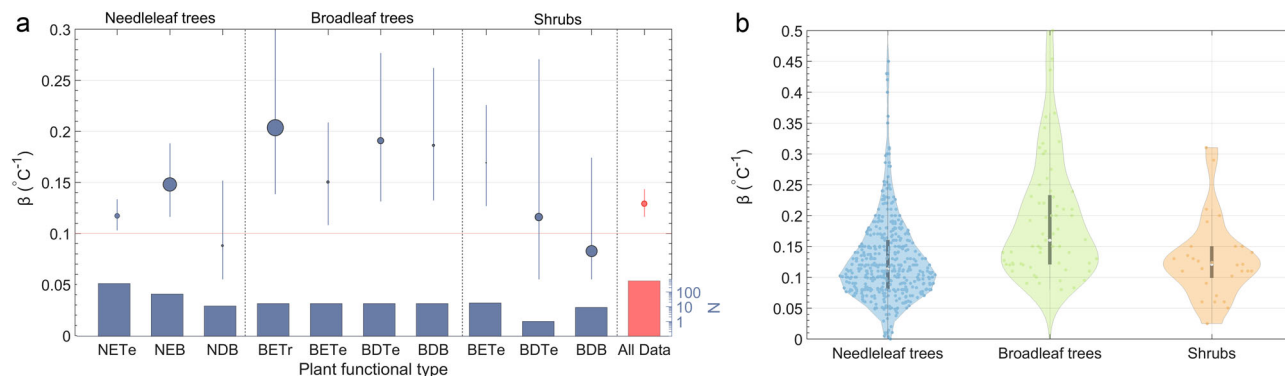 a
Needleleaf trees
Broadleaf trees
Shrubs
β (°C⁻¹)
0.3
0.25
0.2
0.15
0.1
0.05
0
100
10
1
N
NETe
NEB
NDB
BETr
BETe
BDTe
BDB
BETe
BDTe
BDB
All Data
Plant functional type
b
β (°C⁻¹)
0.5
0.45
0.4
0.35
0.3
0.25
0.2
0.15
0.1
0.05
0
Needleleaf trees
Broadleaf trees
Shrubs